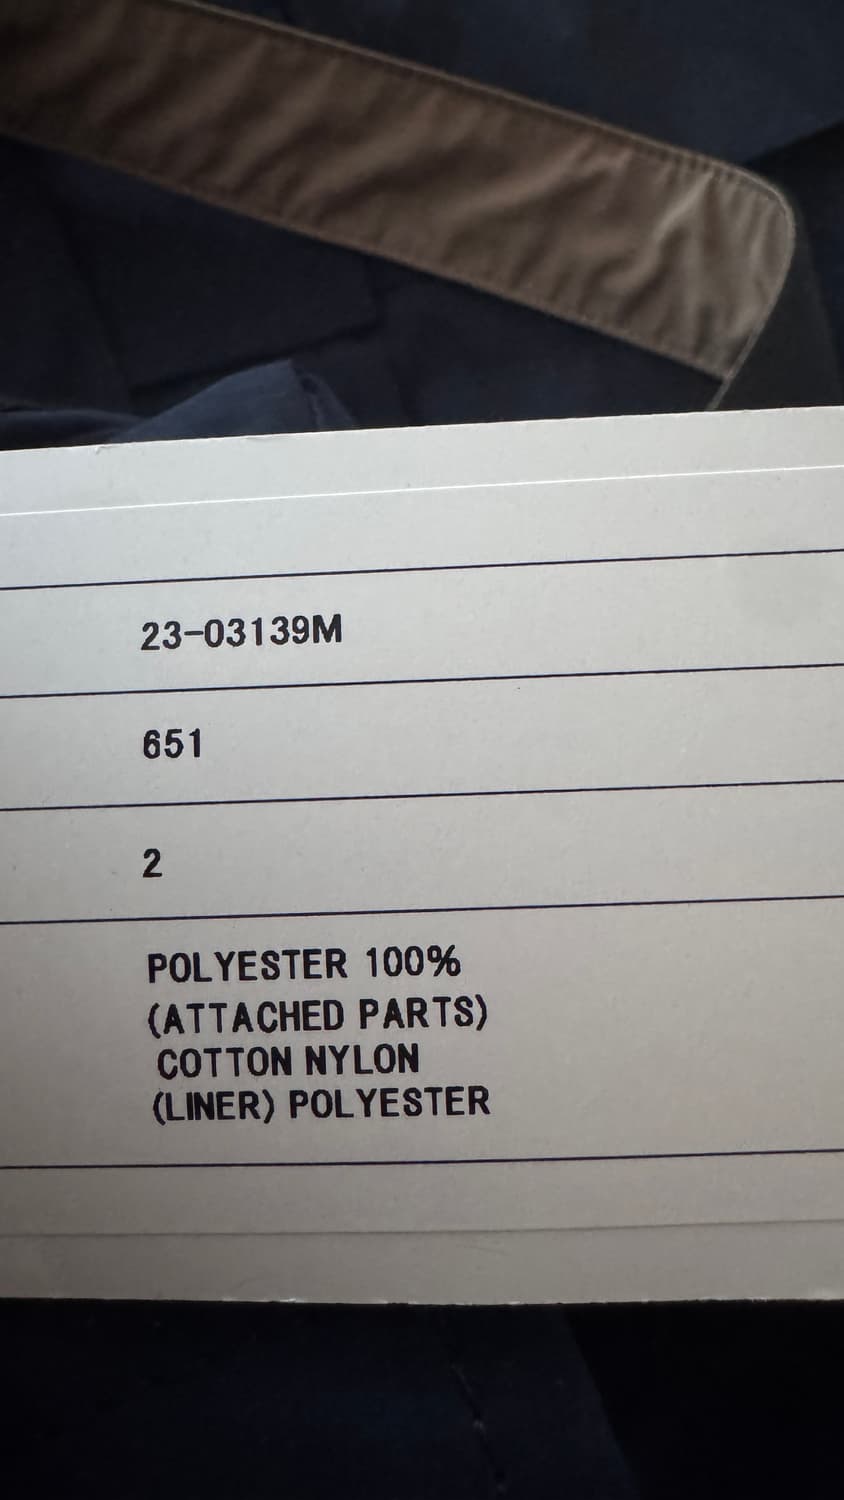 23-03139M
651
2
POLYESTER 100%
(ATTACHED PARTS)
COTTON NYLON
(LINER) POLYESTER